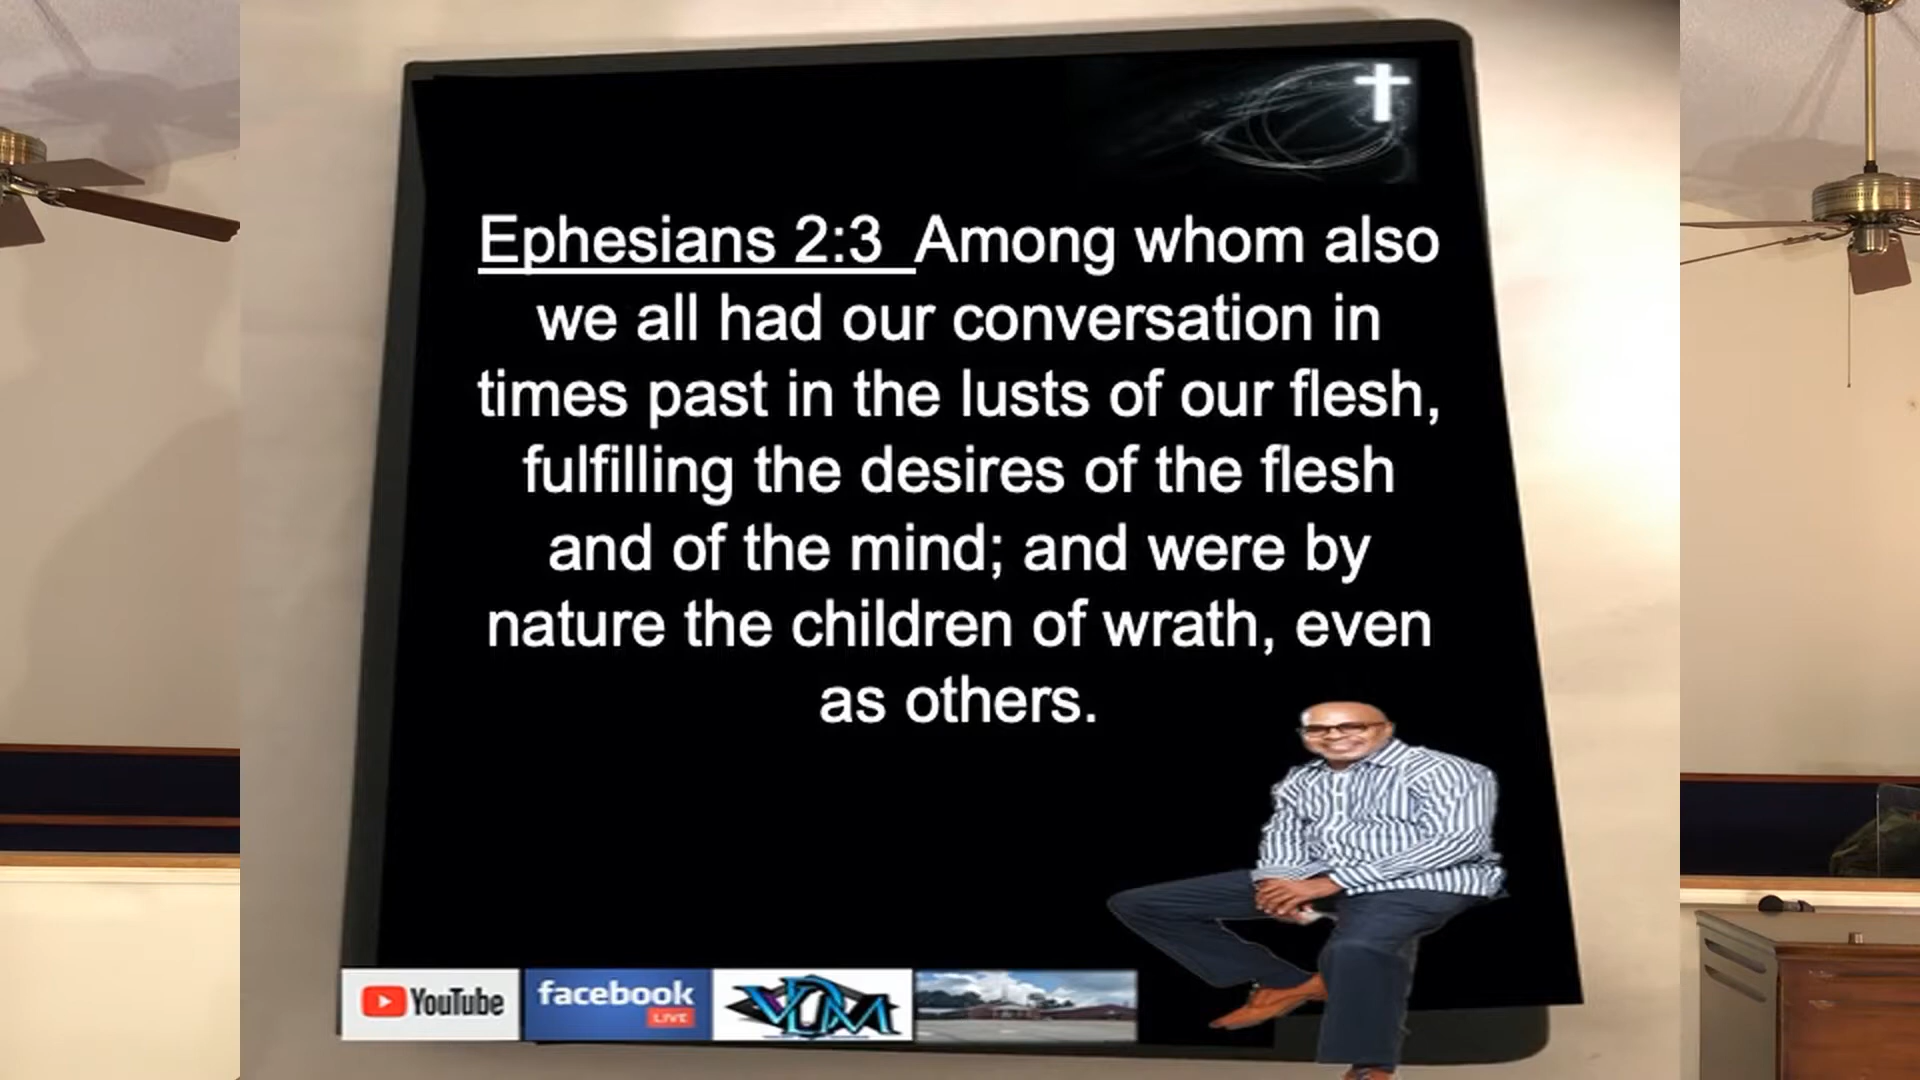 Ephesians 2:3 Among whom also
we all had our conversation in
times past in the lusts of our flesh,
fulfilling the desires of the flesh
and of the mind; and were by
nature the children of wrath, even
as others.
YouTube
facebook
LIVE
VDM